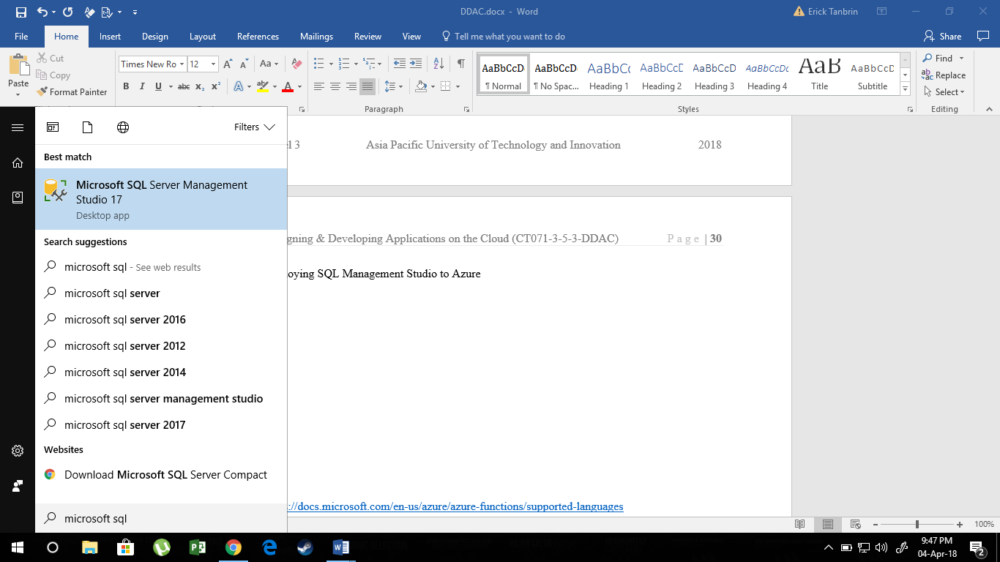 DDAC.docx - Word
Erick Tanbrin
File Home Insert Design Layout References Mailings Review View Tell me what you want to do Share
Paste
Cut
Copy
Format Painter
Times New Ro 12
Aa
B I U abc x₂ x²
A ab A
Paragraph
AaBbCcD AaBbCcD AaBbC AaBbCcD AaBbCcD AaBbCcDc AaB AaBbCcD
¶ Normal ¶ No Spac... Heading 1 Heading 2 Heading 3 Heading 4 Title Subtitle
Styles
Find
Replace
Select
Editing
Filters
Best match
Microsoft SQL Server Management
Studio 17
Desktop app
Search suggestions
microsoft sql - See web results
microsoft sql server
microsoft sql server 2016
microsoft sql server 2012
microsoft sql server 2014
microsoft sql server management studio
microsoft sql server 2017
Websites
Download Microsoft SQL Server Compact
microsoft sql
el 3 Asia Pacific University of Technology and Innovation 2018
gning & Developing Applications on the Cloud (CT071-3-5-3-DDAC) Page | 30
oying SQL Management Studio to Azure
://docs.microsoft.com/en-us/azure/azure-functions/supported-languages
100%
9:47 PM
04-Apr-18
2